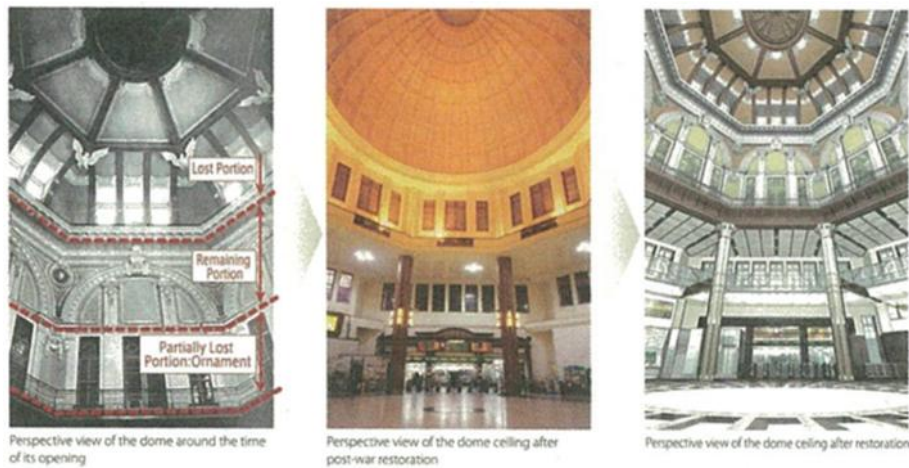 Lost Portion
Remaining
Portion
Partially Lost
Portion:Ornament
Perspective view of the dome around the time
of its opening
Perspective view of the dome ceiling after
post-war restoration
Perspective view of the dome ceiling after restoration